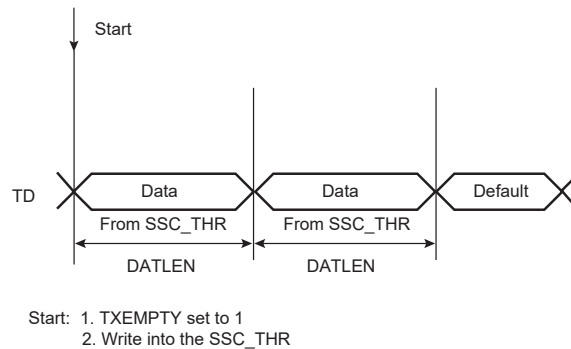 Start
TD
Data
Data
Default
From SSC_THR
From SSC_THR
DATLEN
DATLEN
Start: 1. TXEMPTY set to 1
2. Write into the SSC_THR